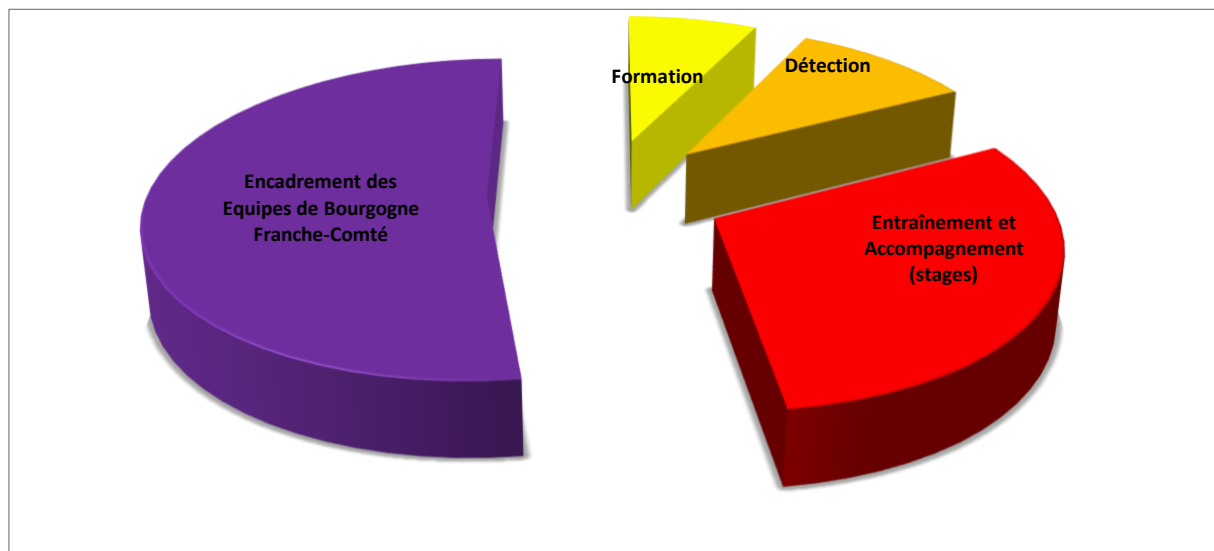 Formation
Détection
Encadrement des
Equipes de Bourgogne
Franche-Comté
Entraînement et
Accompagnement
(stages)